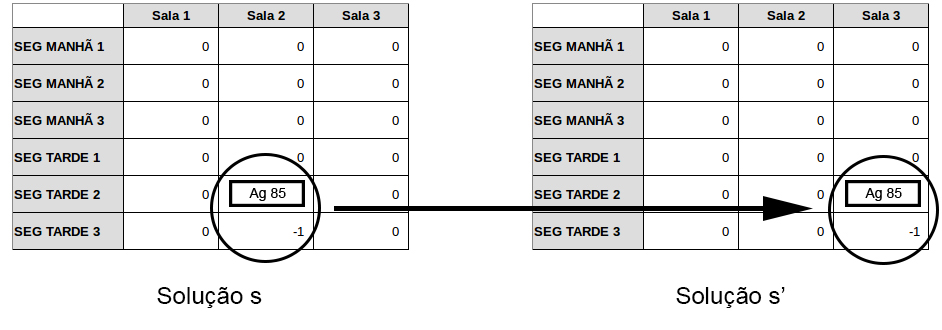 Sala 1 Sala 2 Sala 3 Sala 1 Sala 2 Sala 3
SEG MANHÃ 1 0 0 0 SEG MANHÃ 1 0 0 0
SEG MANHÃ 2 0 0 0 SEG MANHÃ 2 0 0 0
SEG MANHÃ 3 0 0 0 SEG MANHÃ 3 0 0 0
SEG TARDE 1 0 0 0 SEG TARDE 1 0 0 0
SEG TARDE 2 0 Ag 85 0 SEG TARDE 2 0 0 Ag 85
SEG TARDE 3 0 -1 0 SEG TARDE 3 0 0 -1
Solução s Solução s’